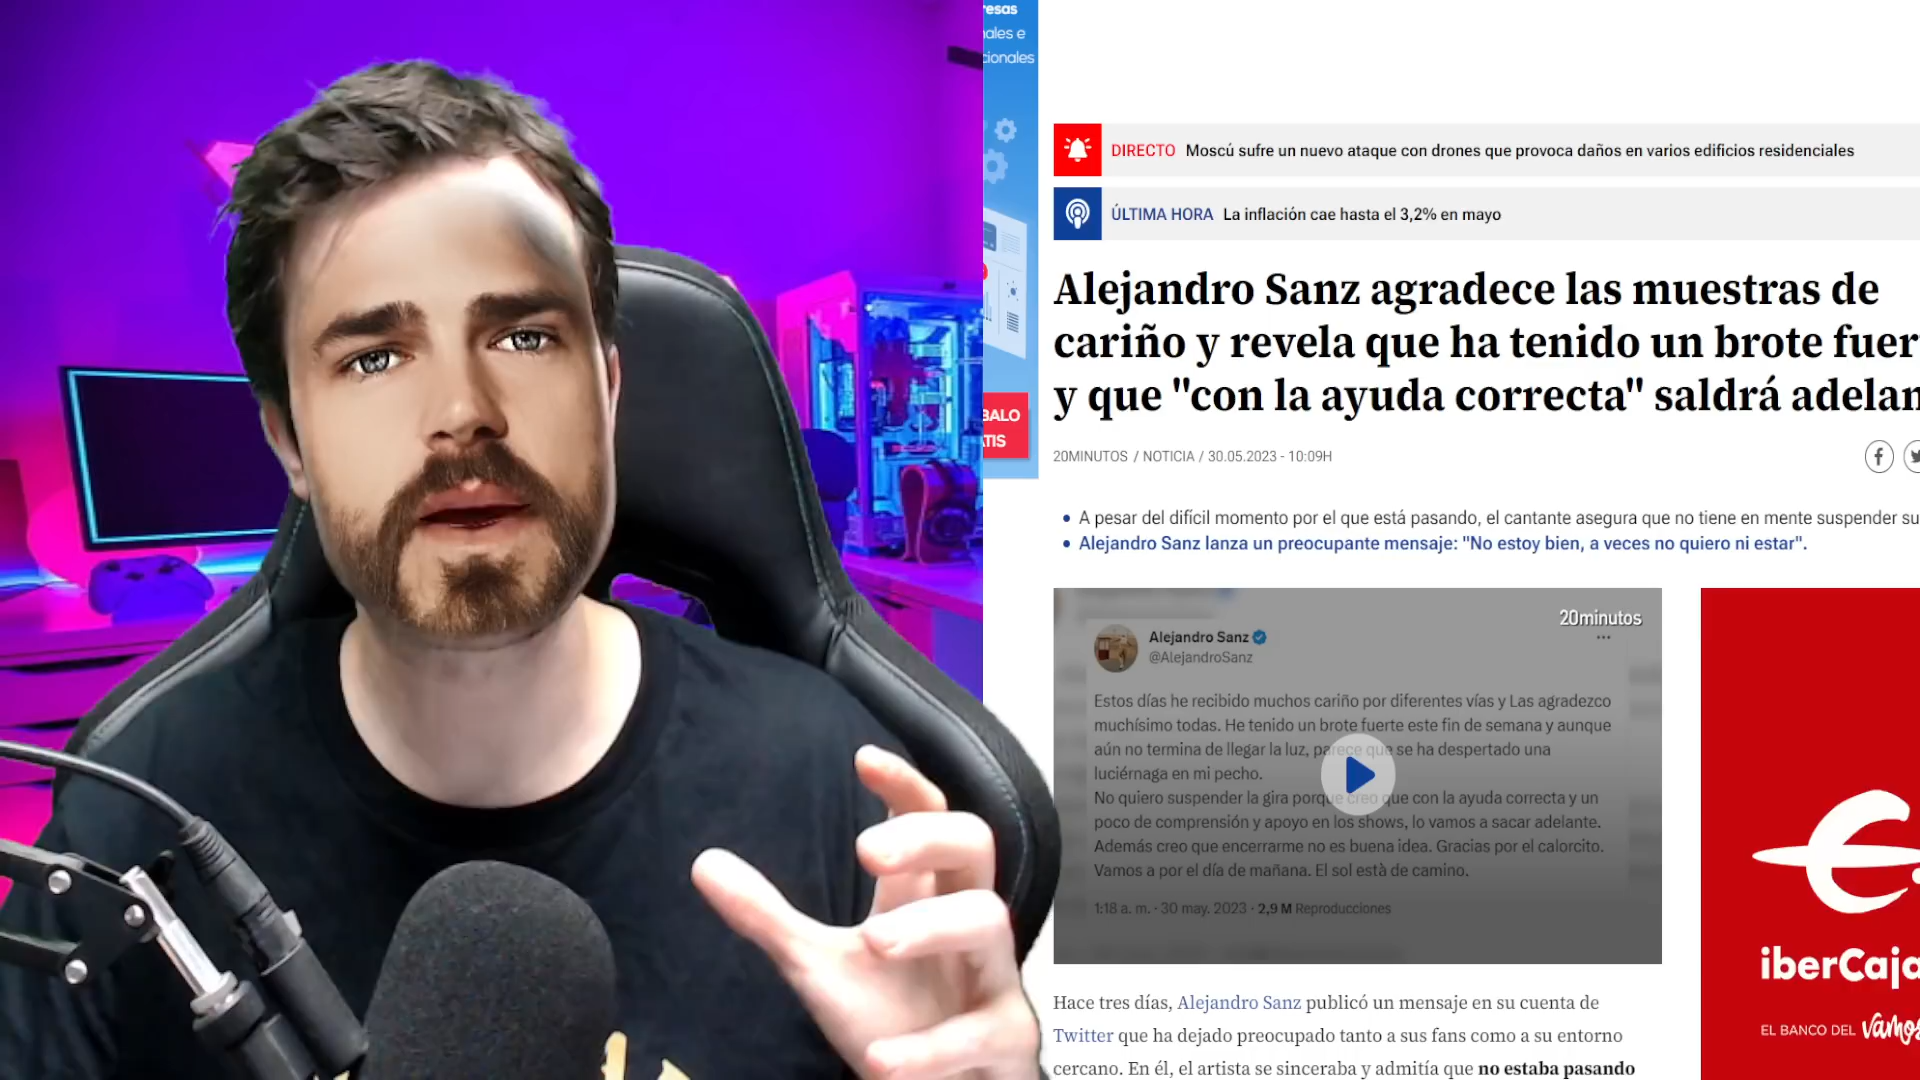 esas
nales e
cionales
BALO
TIS
DIRECTO Moscú sufre un nuevo ataque con drones que provoca daños en varios edificios residenciales
ÚLTIMA HORA La inflación cae hasta el 3,2% en mayo
Alejandro Sanz agradece las muestras de
cariño y revela que ha tenido un brote fuer
y que "con la ayuda correcta" saldrá adelan
20MINUTOS / NOTICIA / 30.05.2023 - 10:09H
• A pesar del difícil momento por el que está pasando, el cantante asegura que no tiene en mente suspender su
• Alejandro Sanz lanza un preocupante mensaje: "No estoy bien, a veces no quiero ni estar".
20minutos
Alejandro Sanz
@AlejandroSanz
Estos días he recibido muchos cariño por diferentes vías y Las agradezco
muchísimo todas. He tenido un brote fuerte este fin de semana y aunque
aún no termina de llegar la luz, parece que se ha despertado una
luciérnaga en mi pecho.
No quiero suspender la gira porque creo que con la ayuda correcta y un
poco de comprensión y apoyo en los shows, lo vamos a sacar adelante.
Además creo que encerrarme no es buena idea. Gracias por el calorcito.
Vamos a por el día de mañana. El sol està de camino.
1:18 a. m. · 30 may. 2023 · 2,9 M Reproducciones
iberCaja
EL BANCO DEL vamos
Hace tres días, Alejandro Sanz publicó un mensaje en su cuenta de
Twitter que ha dejado preocupado tanto a sus fans como a su entorno
cercano. En él, el artista se sinceraba y admitía que no estaba pasando